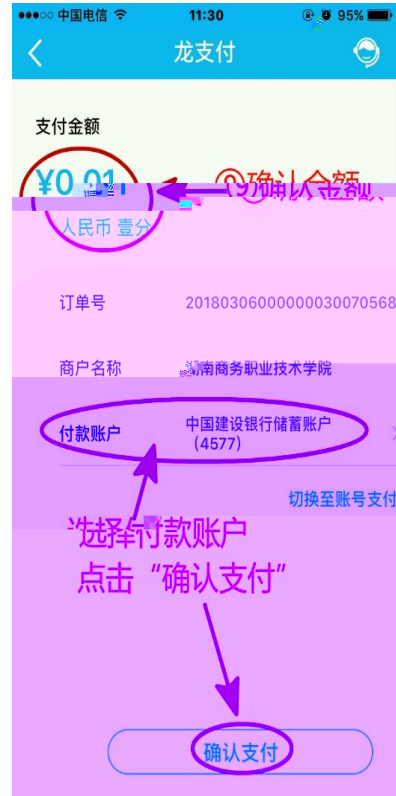 中国电信 11:30 95%
龙支付
支付金额
¥0.01
⑨确认金额
人民币 壹分
订单号 20180306000000030070568
商户名称 湖南商务职业技术学院
付款账户 中国建设银行储蓄账户
(4577)
切换至账号支付
选择付款账户
点击“确认支付”
确认支付